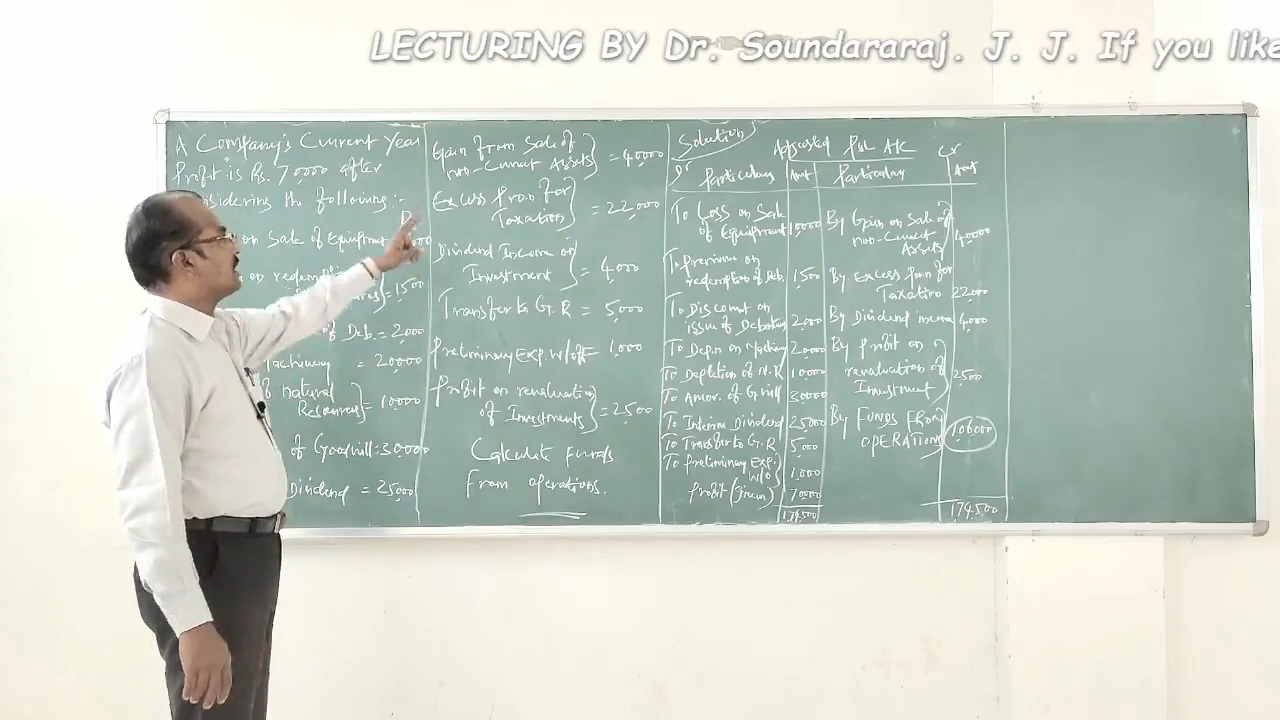 LECTURING BY Dr. Soundararaj. J. J. If you like
A Company's Current Year
Profit is Rs. 70,000 after
the following:-
on Sale of Equipment
on redemption
= 1,500
of Deb. = 2,000
Machinery = 20,000
of natural
Resources } = 10,000
of Goodwill = 30,000
Dividend = 25,000
Gain from Sale of
non-Current Assets } = 40,000
Excess Prov. for
Taxation } = 22,000
Dividend Income on
Investment } = 4,000
Transfer to G.R = 5,000
Preliminary Exp. W/off = 1,000
Profit on revaluation
of Investments } = 2,500
Calculate Funds
From operations.
Solution
Adjusted P&L A/C
Dr Cr
Particulars Amt Particulars Amt
To Loss on Sale
of Equipment 10,000
To Premium on
redemption of Deb. 1,500
To Discount on
issue of Debenture 2,000
To Depn on Machinery 20,000
To Depletion of N.R 10,000
To Amor. of G.will 30,000
To Interim Dividend 25,000
To Transfer to G.R 5,000
To Preliminary Exp.
W/o } 1,000
Profit (Given) 70,000
1,74,500
By Gain on Sale of
non-Current
Assets 40,000
By Excess Prov. for
Taxation 22,000
By Dividend income 4,000
By Profit on
revaluation of
Investment } 2,500
By FUNDS FROM
OPERATIONS } 1,06,000
1,74,500